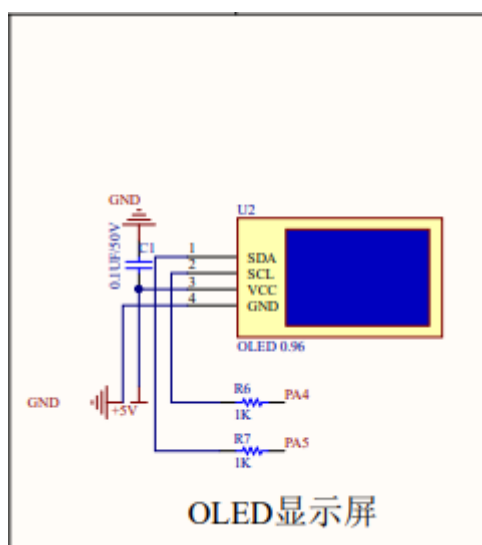 GND
U2
0.1UF/50V
C1
1
SDA
2
SCL
3
VCC
4
GND
OLED 0.96
GND
+5V
R6
PA4
1K
R7
PA5
1K
OLED显示屏